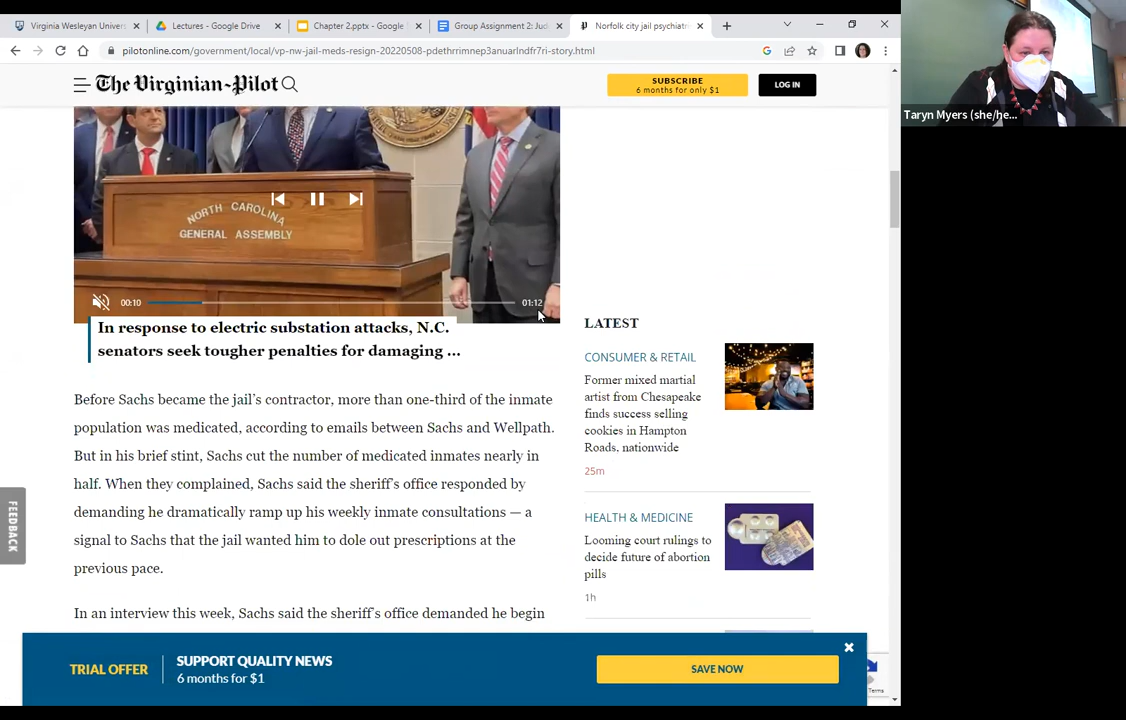 Virginia Wesleyan Univers
Lectures - Google Drive
Chapter 2.pptx - Google
Group Assignment 2: Jud
Norfolk city jail psychiatri
pilotonline.com/government/local/vp-nw-jail-meds-resign-20220508-pdethrrimnep3anuarlndfr7ri-story.html
The Virginian-Pilot
SUBSCRIBE
6 months for only $1
LOG IN
Taryn Myers (she/he...
NORTH CAROLINA
GENERAL ASSEMBLY
00:10
01:12
In response to electric substation attacks, N.C.
senators seek tougher penalties for damaging ...
Before Sachs became the jail's contractor, more than one-third of the inmate
population was medicated, according to emails between Sachs and Wellpath.
But in his brief stint, Sachs cut the number of medicated inmates nearly in
half. When they complained, Sachs said the sheriff's office responded by
demanding he dramatically ramp up his weekly inmate consultations — a
signal to Sachs that the jail wanted him to dole out prescriptions at the
previous pace.
In an interview this week, Sachs said the sheriff's office demanded he begin
LATEST
CONSUMER & RETAIL
Former mixed martial
artist from Chesapeake
finds success selling
cookies in Hampton
Roads, nationwide
25m
HEALTH & MEDICINE
Looming court rulings to
decide future of abortion
pills
1h
FEEDBACK
TRIAL OFFER
SUPPORT QUALITY NEWS
6 months for $1
SAVE NOW
Terms